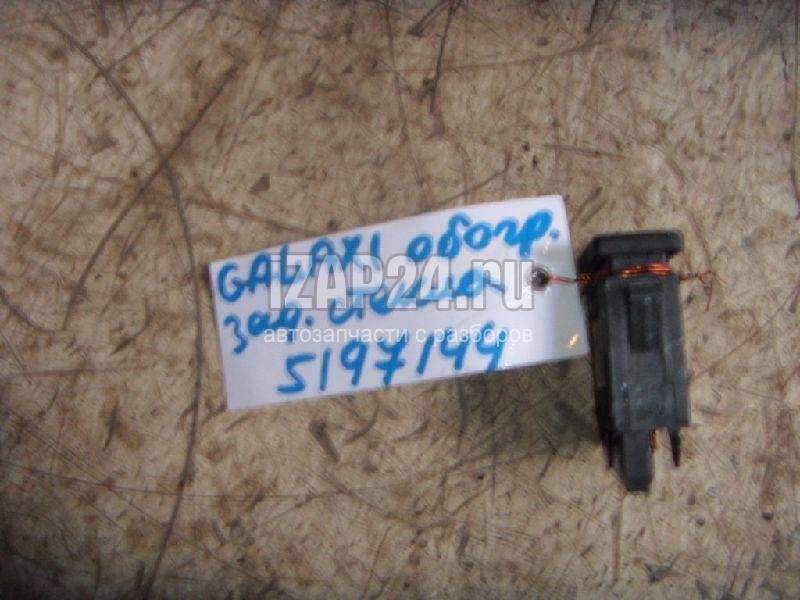 GALAXI обогр.
зад. стекла
5197199
iZAP24.ru
автозапчасти с разборов